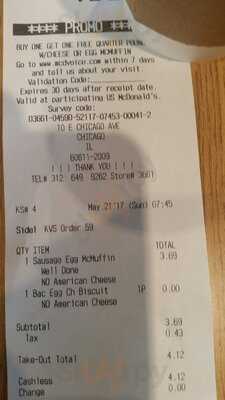 **** PROMO ***
BUY ONE GET ONE FREE QUARTER POUN
W/CHEESE OR EGG MCMUFFIN
Go to www.mcdvoice.com within 7 days
and tell us about your visit.
Validation Code:
Expires 30 days after receipt date.
Valid at participating US McDonald's.
Survey code:
03661-04590-52117-07453-00041-2
10 E CHICAGO AVE
CHICAGO
IL
60611-2009
! ! ! THANK YOU ! ! !
TEL# 312 649 9262 Store# 3661
KS# 4 May.21'17 (Sun) 07:45
Side1 KVS Order 59
QTY ITEM TOTAL
1 Sausage Egg McMuffin 3.69
Well Done
NO American Cheese
1 Bac Egg Ch Biscuit 1P 0.00
NO American Cheese
Subtotal 3.69
Tax 0.43
Take-Out Total 4.12
Cashless 4.12
Change 0.00